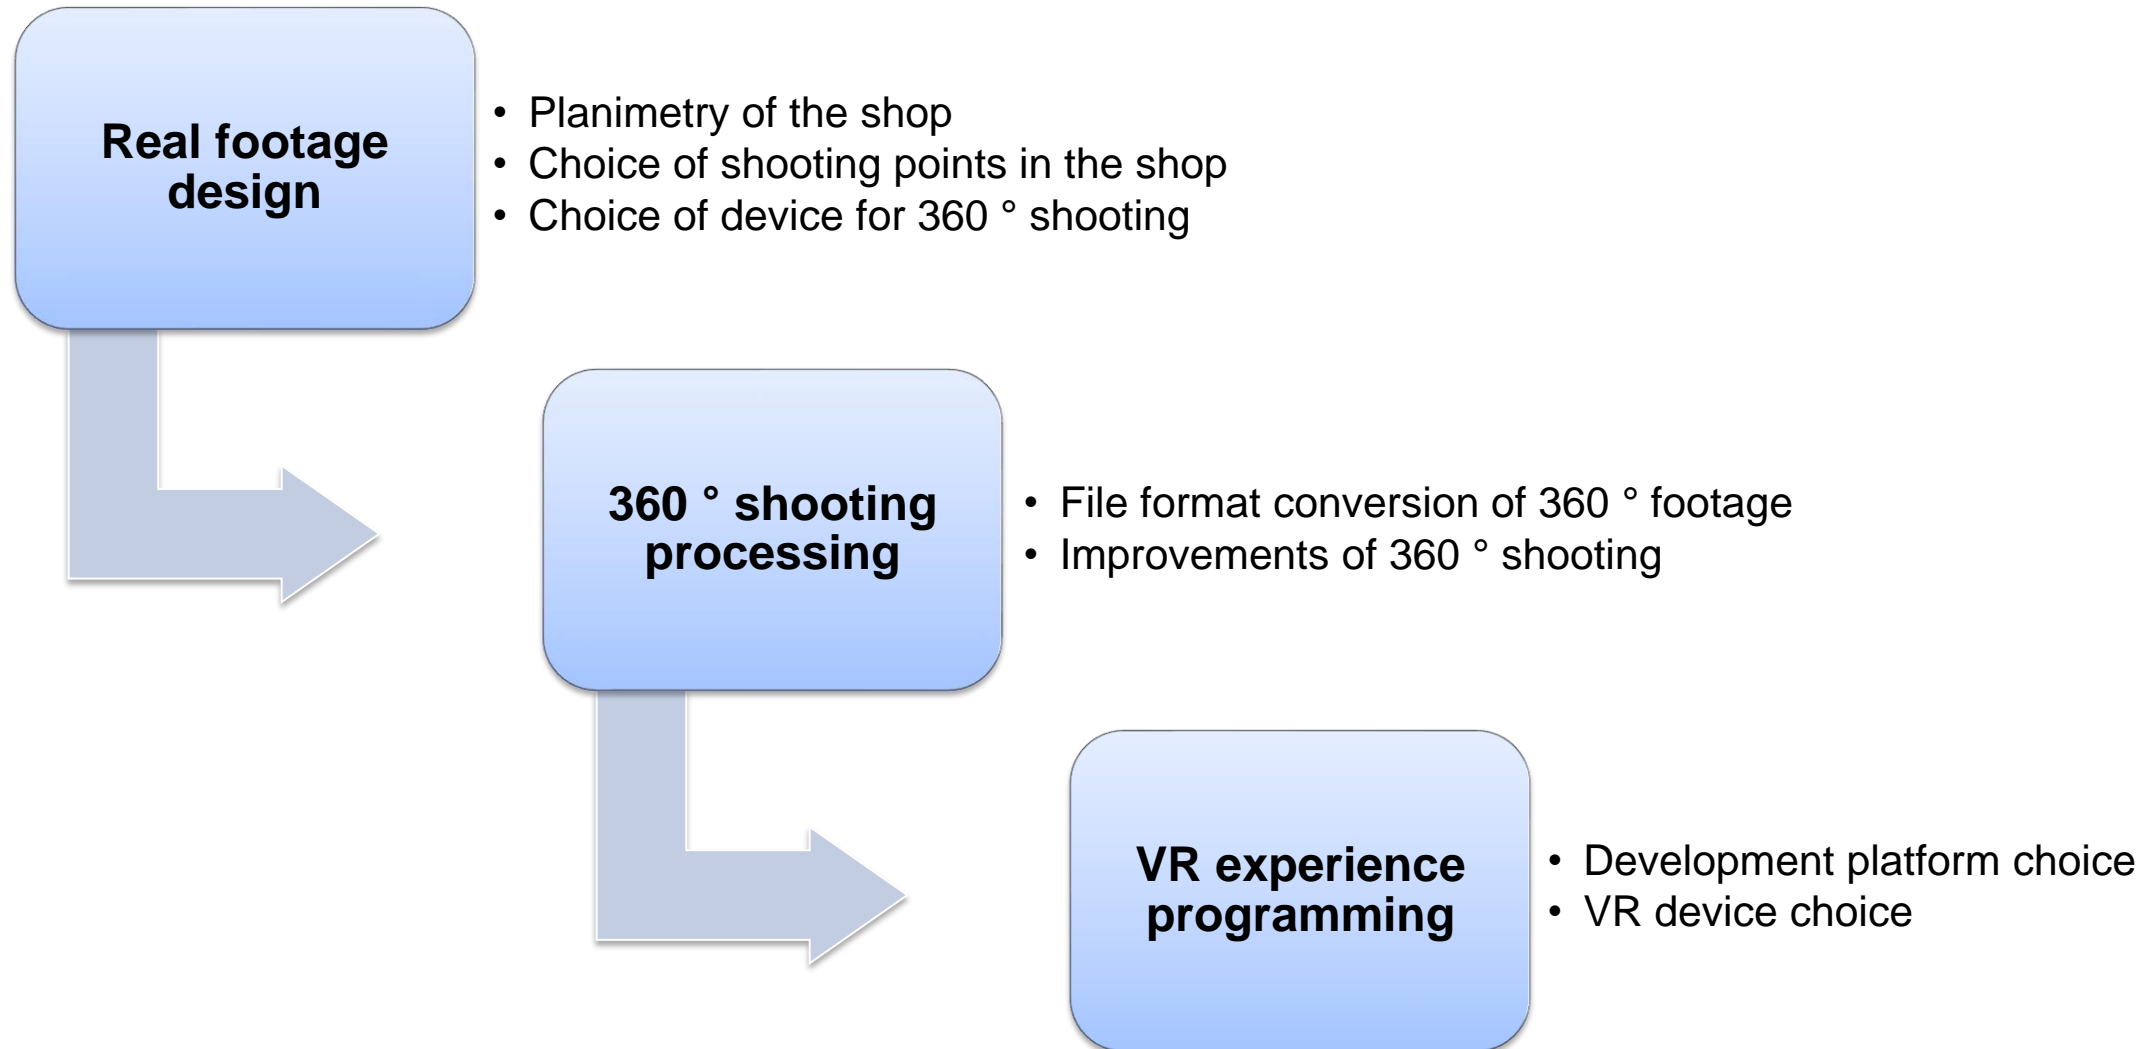 Real footage
design
• Planimetry of the shop
• Choice of shooting points in the shop
• Choice of device for 360 ° shooting
360 ° shooting
processing
• File format conversion of 360 ° footage
• Improvements of 360 ° shooting
VR experience
programming
• Development platform choice
• VR device choice